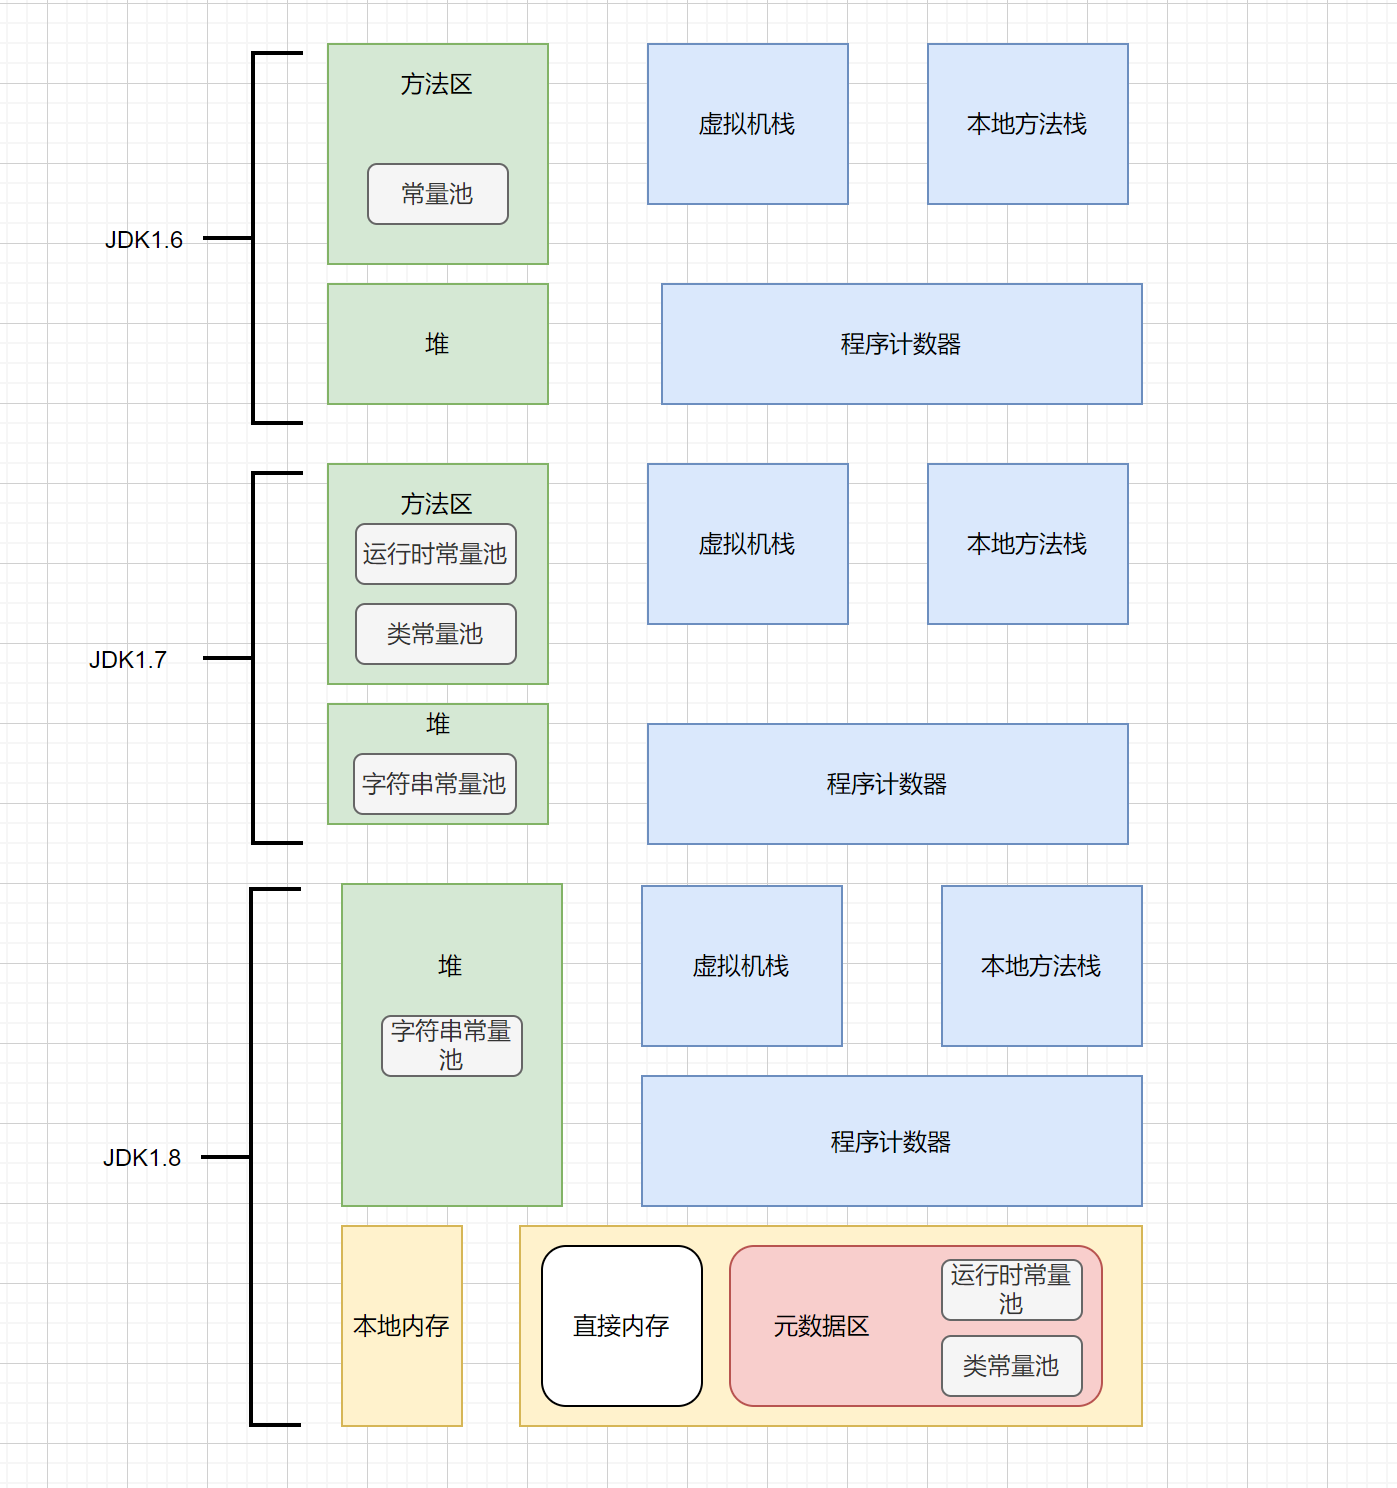 方法区
虚拟机栈
本地方法栈
常量池
JDK1.6
堆
程序计数器
方法区
运行时常量池
虚拟机栈
本地方法栈
类常量池
JDK1.7
堆
字符串常量池
程序计数器
堆
虚拟机栈
本地方法栈
字符串常量
池
程序计数器
JDK1.8
本地内存
直接内存
元数据区
运行时常量
池
类常量池